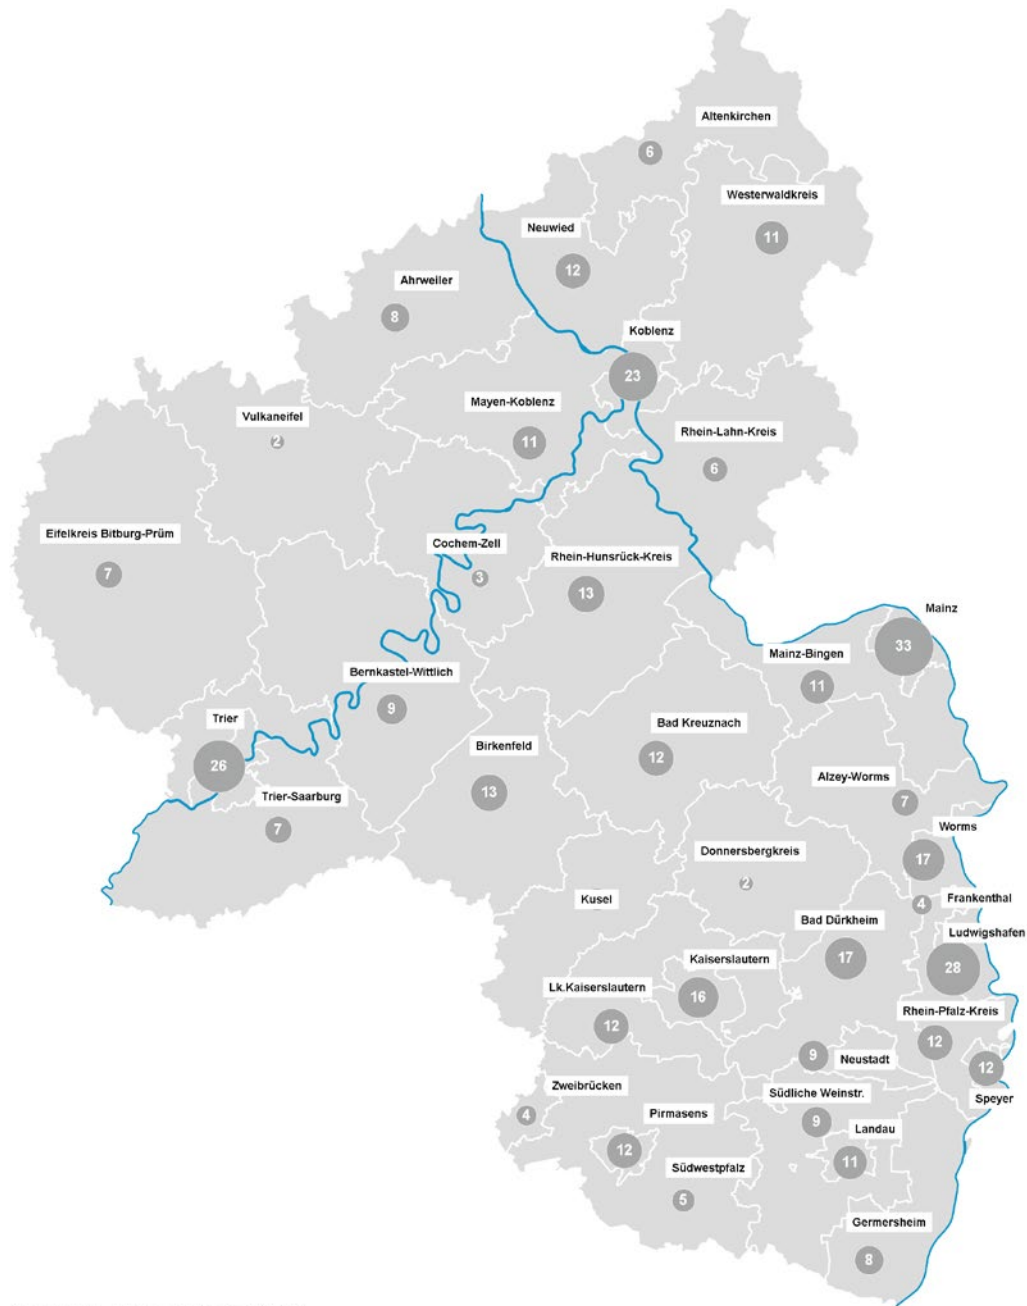 Altenkirchen
6
Westerwaldkreis
11
Neuwied
12
Ahrweiler
8
Koblenz
23
Mayen-Koblenz
11
Vulkaneifel
2
Rhein-Lahn-Kreis
6
Eifelkreis Bitburg-Prüm
7
Cochem-Zell
3
Rhein-Hunsrück-Kreis
13
Mainz
33
Mainz-Bingen
11
Bernkastel-Wittlich
9
Trier
26
Bad Kreuznach
12
Birkenfeld
13
Alzey-Worms
7
Trier-Saarburg
7
Worms
17
Donnersbergkreis
2
Kusel
Frankenthal
4
Bad Dürkheim
17
Ludwigshafen
28
Kaiserslautern
16
Lk.Kaiserslautern
12
Rhein-Pfalz-Kreis
12
Neustadt
9
Speyer
12
Zweibrücken
4
Südliche Weinstr.
9
Pirmasens
12
Landau
11
Südwestpfalz
5
Germersheim
8